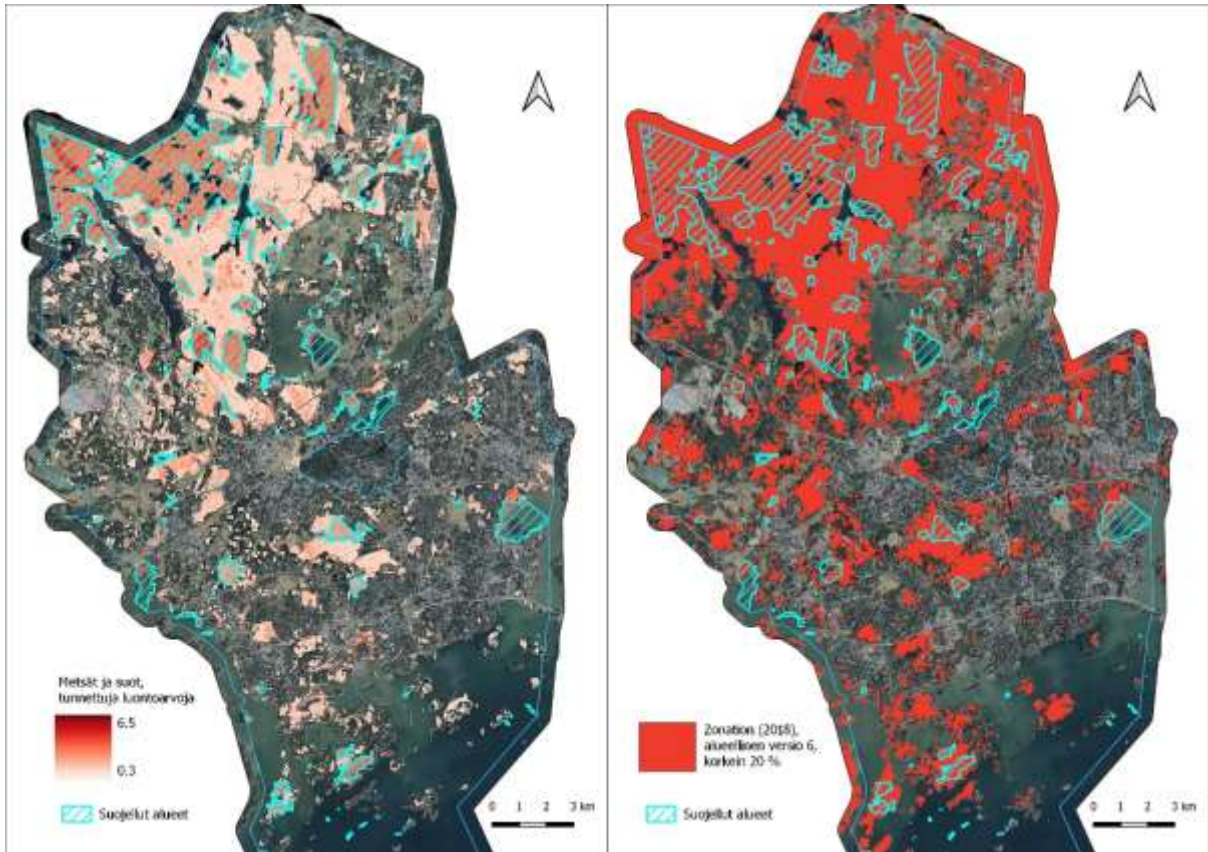 Metsät ja suot,
tunnettuja luontoarvoja
6.5
0.3
Suojellut alueet
0 1 2 3 km
Zonation (2018),
alueellinen versio 6,
korkein 20 %
Suojellut alueet
0 1 2 3 km